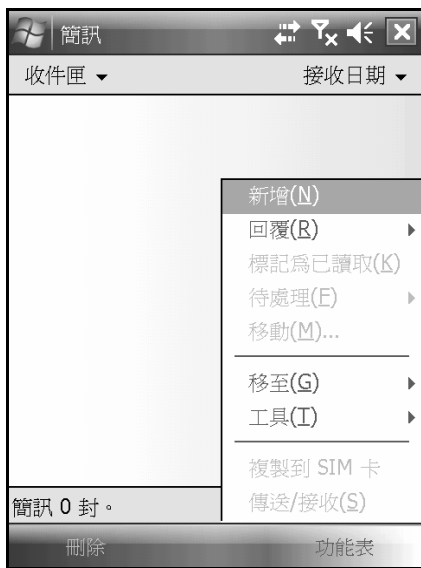 簡訊
收件匣 接收日期
新增(N)
回覆(R)
標記為已讀取(K)
待處理(F)
移動(M)...
移至(G)
工具(T)
複製到 SIM 卡
傳送/接收(S)
簡訊 0 封。
刪除 功能表